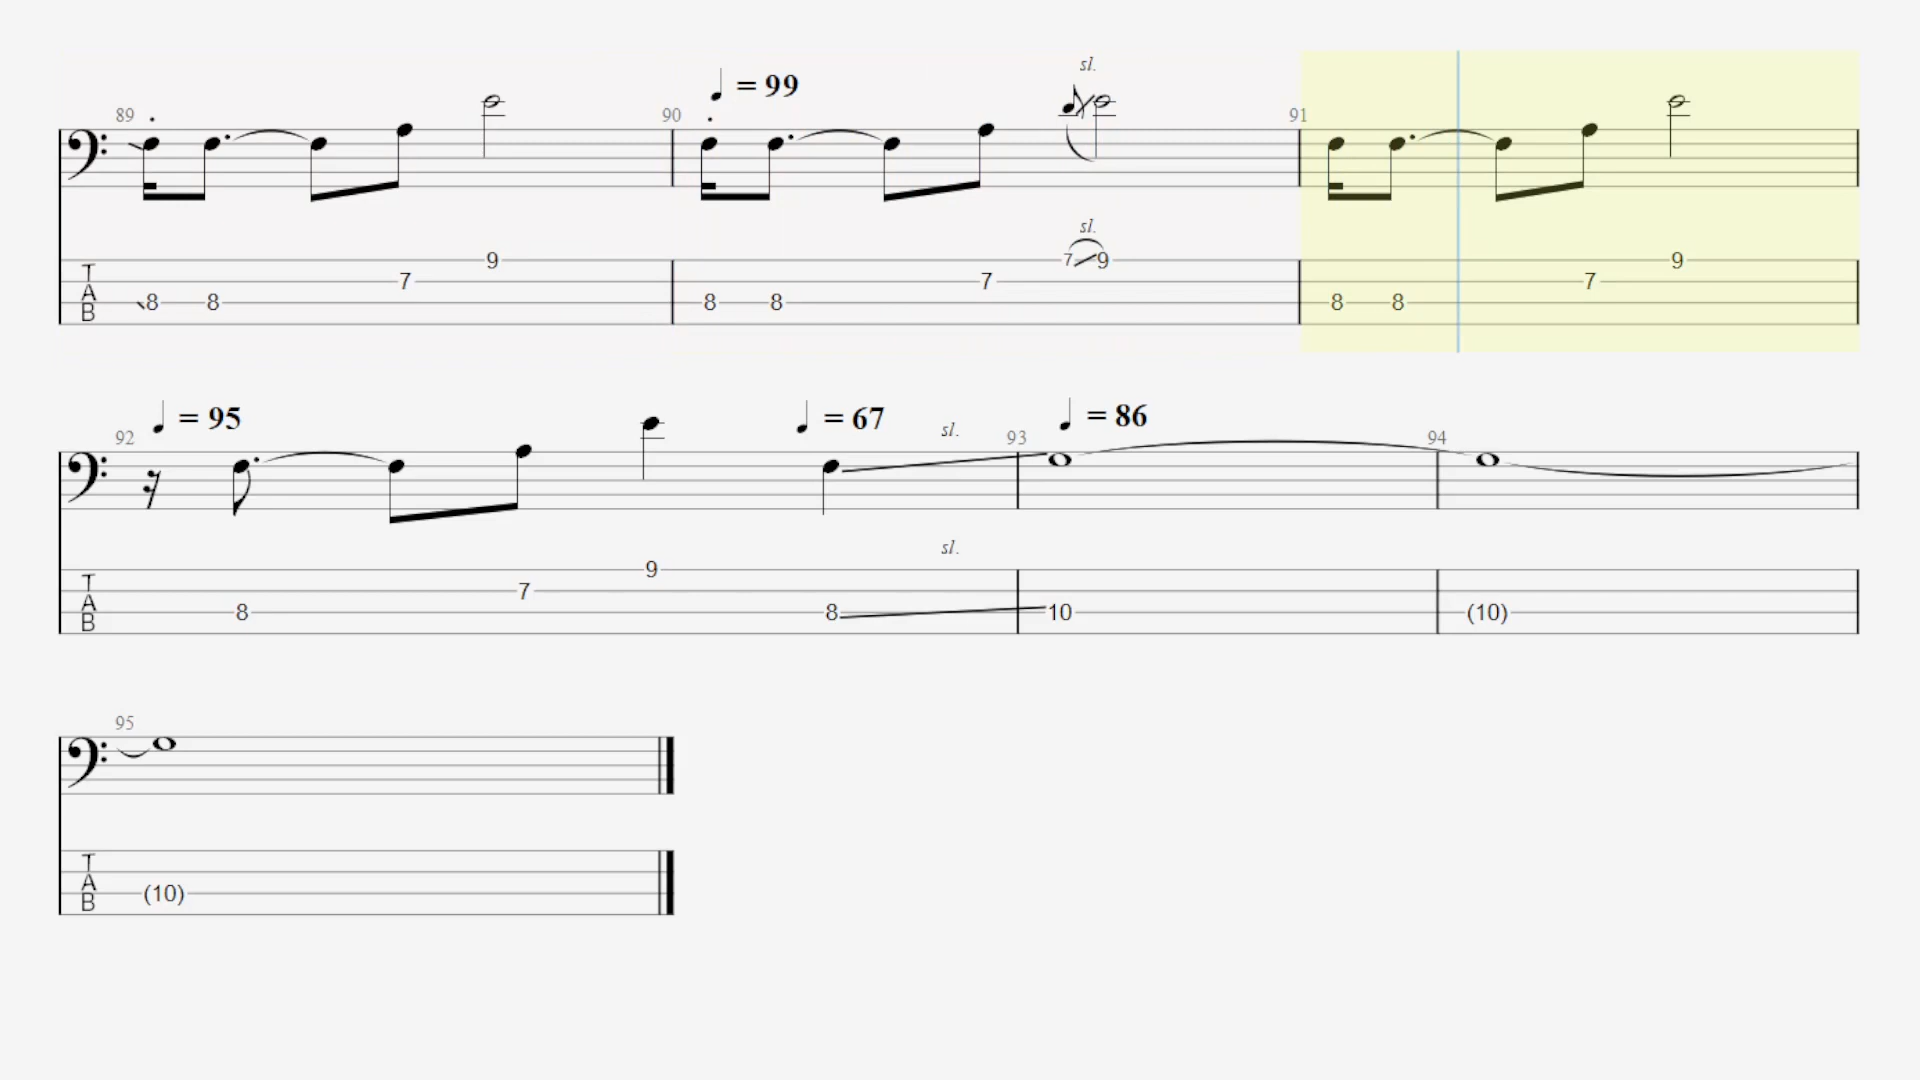 sl.
= 99
89 90 91
sl.
T A B 8 8 7 9 8 8 7 7 9 8 8 7 9
= 95 = 67 sl. = 86
92 93 94
sl.
T A B 8 7 9 8 10 (10)
95
T A B (10)